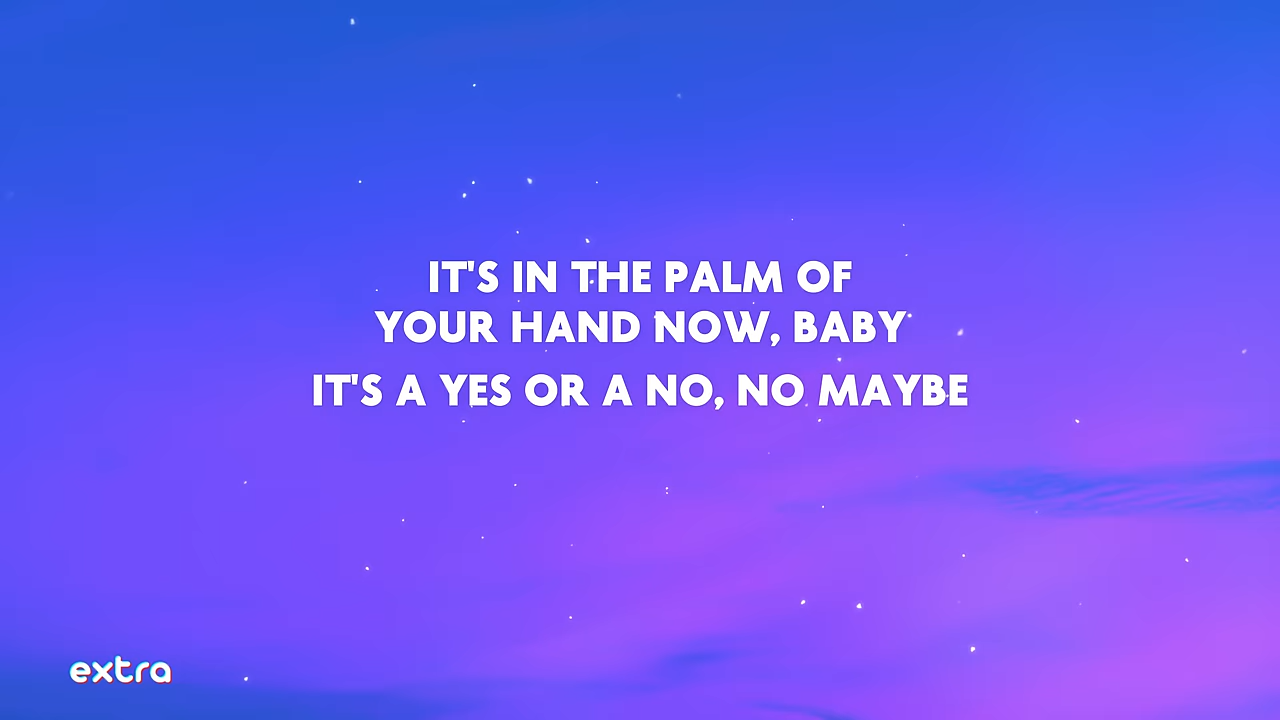 IT'S IN THE PALM OF
YOUR HAND NOW, BABY
IT'S A YES OR A NO, NO MAYBE
extra